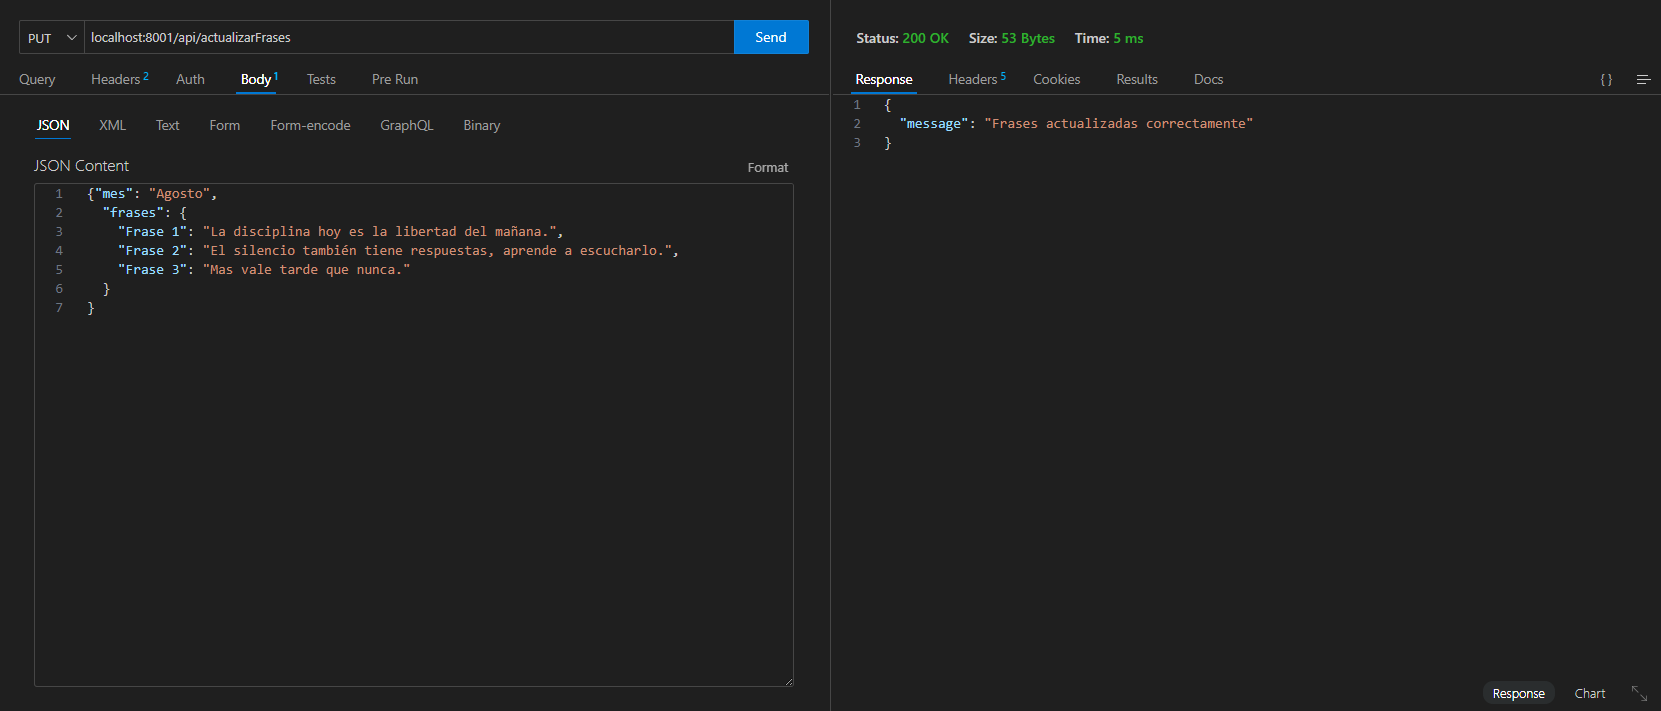 PUT localhost:8001/api/actualizarFrases Send
Query Headers 2 Auth Body 1 Tests Pre Run
JSON XML Text Form Form-encode GraphQL Binary
JSON Content Format
1 {"mes": "Agosto",
2 "frases": {
3 "Frase 1": "La disciplina hoy es la libertad del mañana.",
4 "Frase 2": "El silencio también tiene respuestas, aprende a escucharlo.",
5 "Frase 3": "Mas vale tarde que nunca."
6 }
7 }
Status: 200 OK Size: 53 Bytes Time: 5 ms
Response Headers 5 Cookies Results Docs { }
1 {
2 "message": "Frases actualizadas correctamente"
3 }
Response Chart